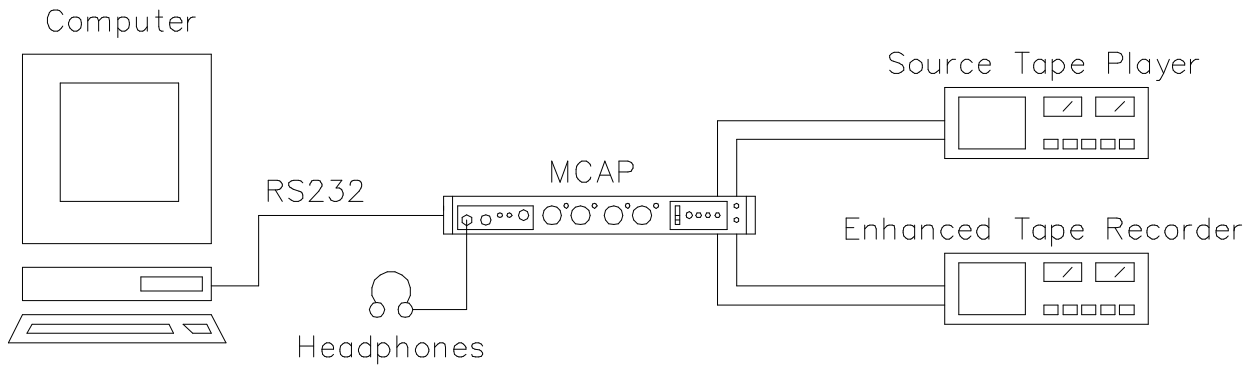 Computer
Source Tape Player
MCAP
RS232
Enhanced Tape Recorder
Headphones